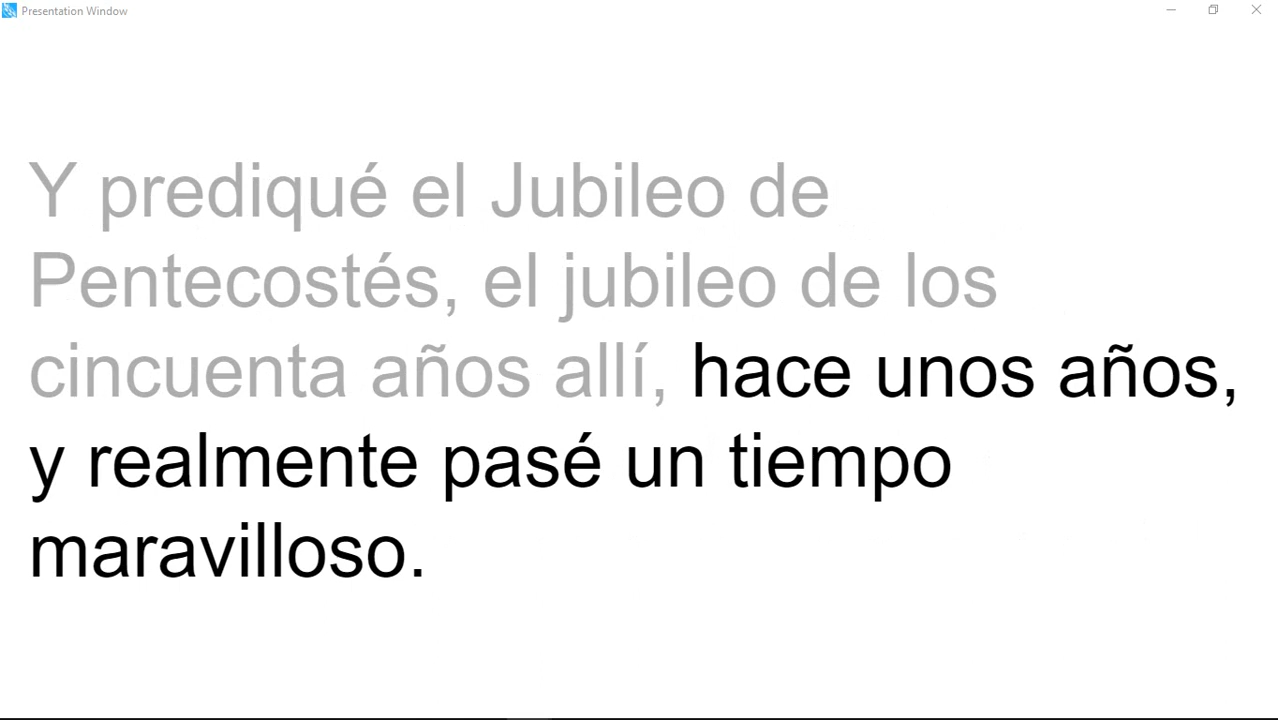 Presentation Window
Y prediqué el Jubileo de
Pentecostés, el jubileo de los
cincuenta años allí, hace unos años,
y realmente pasé un tiempo
maravilloso.